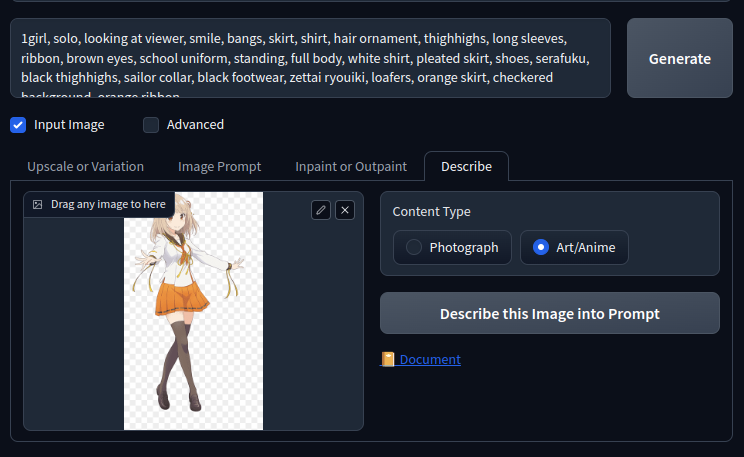 1girl, solo, looking at viewer, smile, bangs, skirt, shirt, hair ornament, thighhighs, long sleeves,
ribbon, brown eyes, school uniform, standing, full body, white shirt, pleated skirt, shoes, serafuku,
black thighhighs, sailor collar, black footwear, zettai ryouiki, loafers, orange skirt, checkered
background, orange ribbon
Generate
Input Image
Advanced
Upscale or Variation
Image Prompt
Inpaint or Outpaint
Describe
Drag any image to here
Content Type
Photograph
Art/Anime
Describe this Image into Prompt
Document